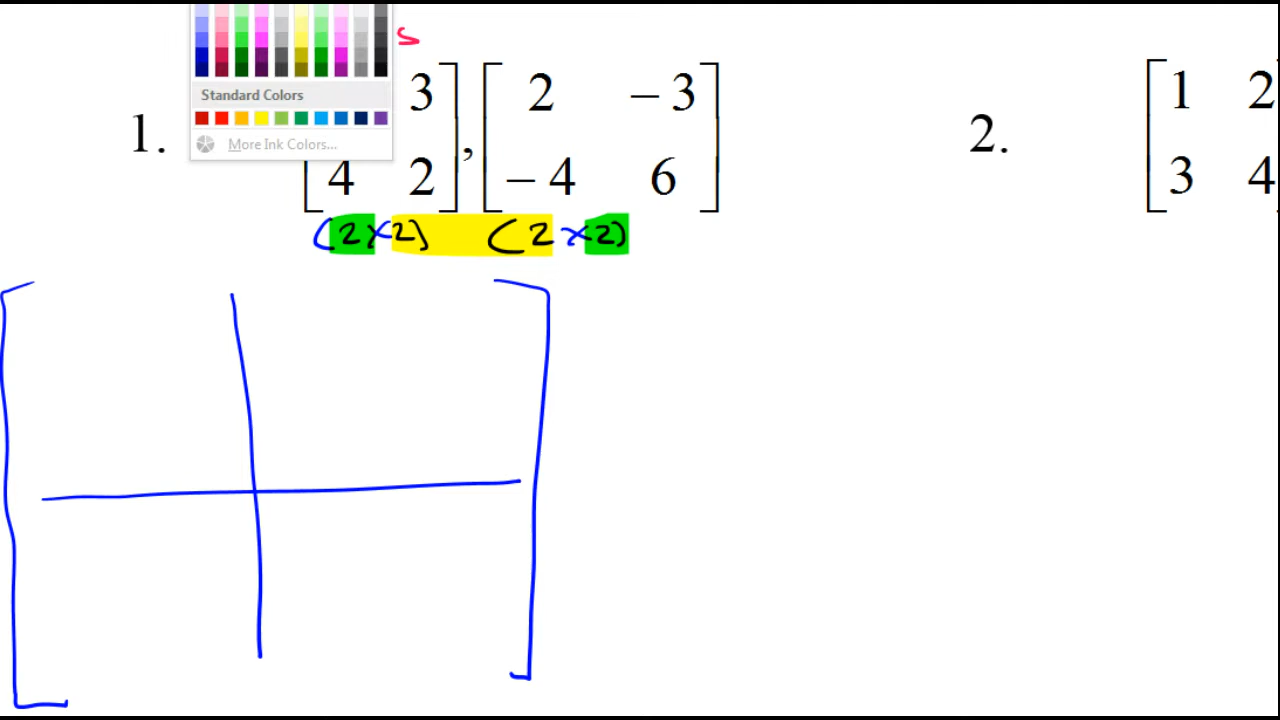 s
Standard Colors
More Ink Colors...
1. [ 3 4 2 ] , [ 2 −3 −4 6 ]
(2×2) (2×2)
2. [ 1 2 3 4